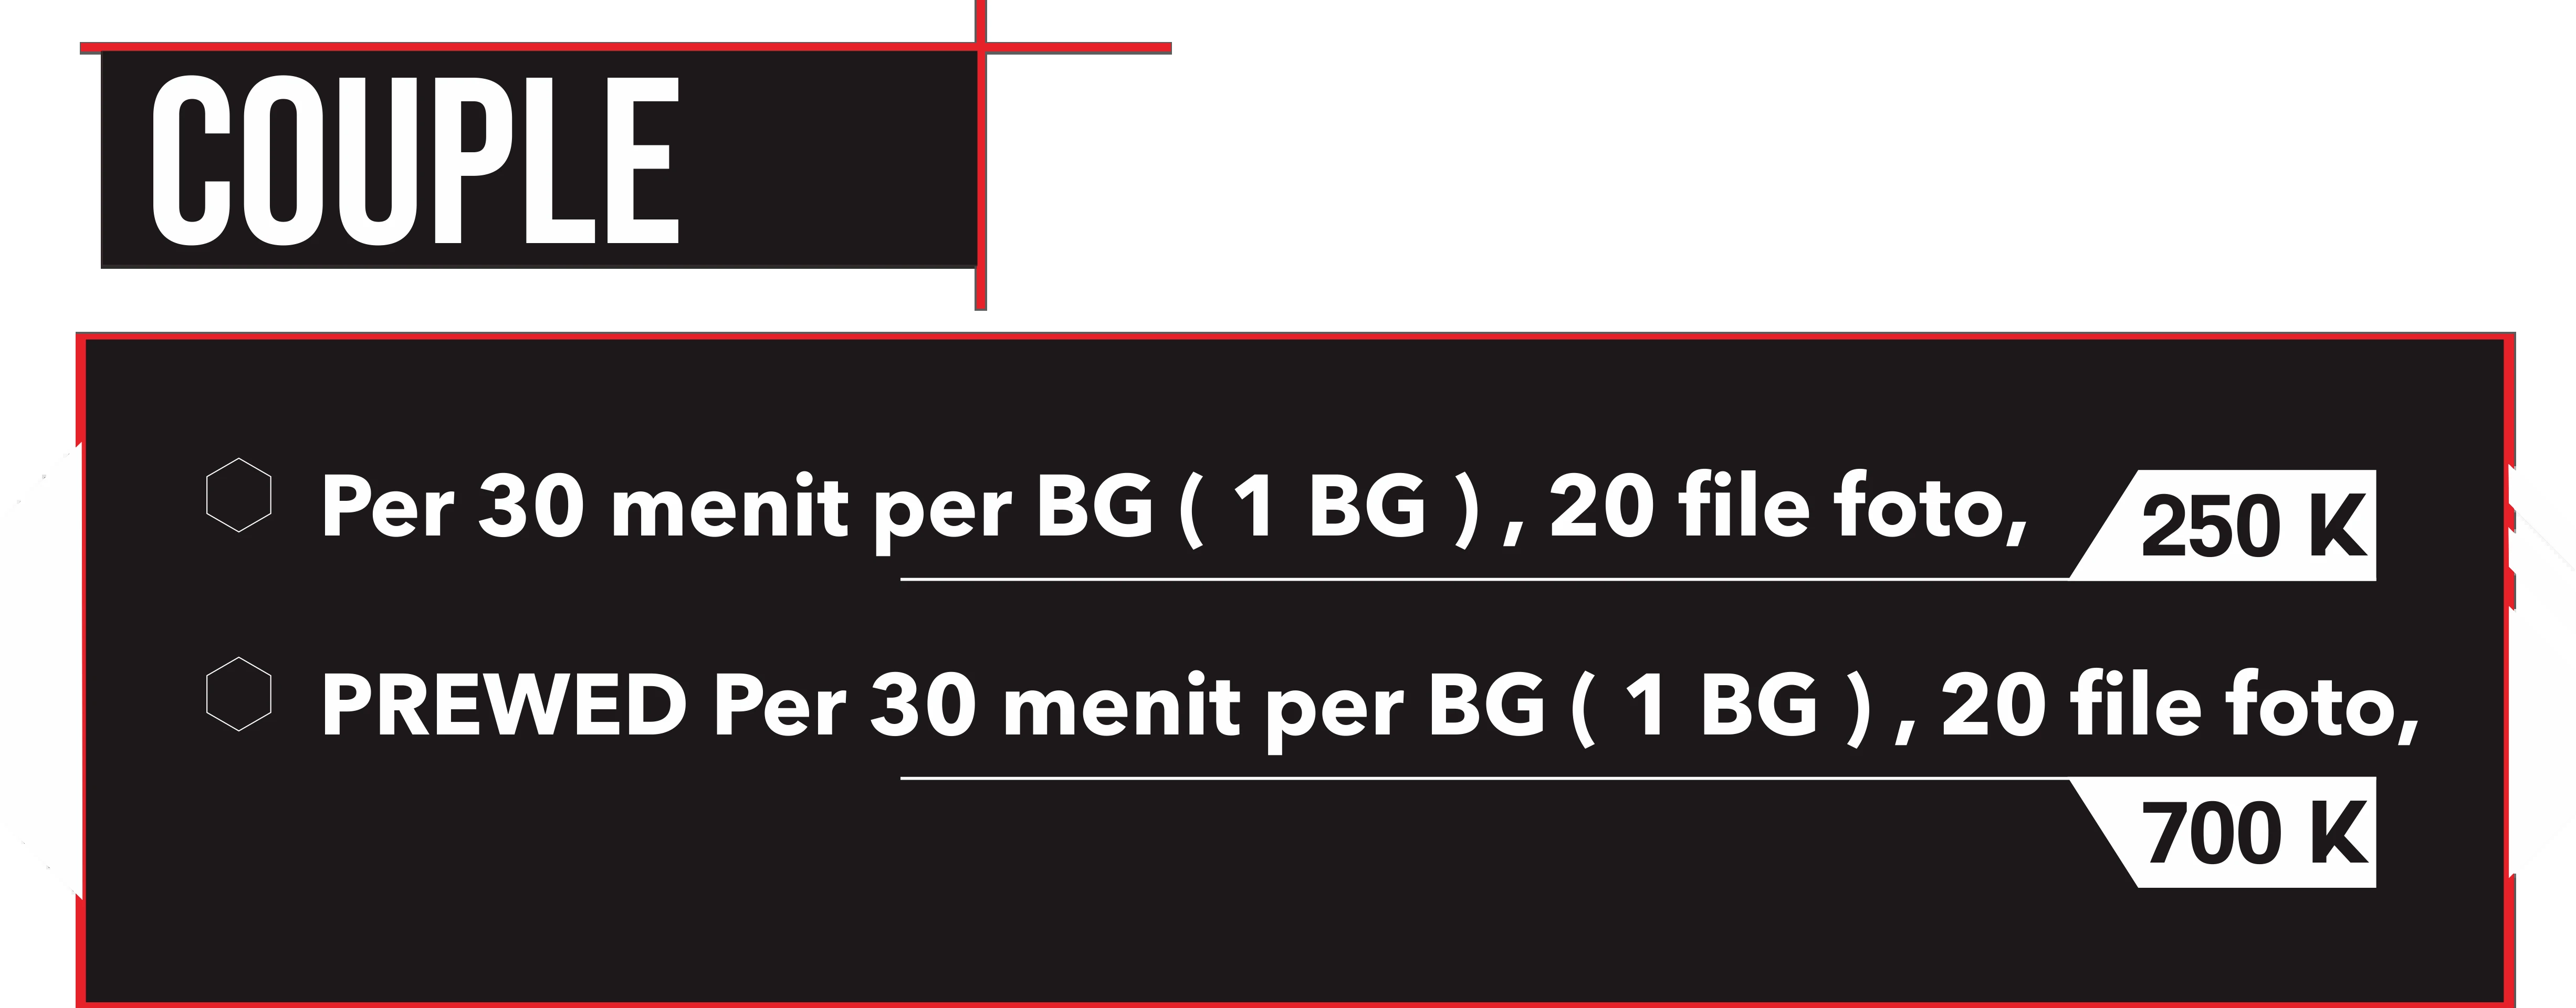 COUPLE
Per 30 menit per BG ( 1 BG ) , 20 file foto,
250 K
PREWED Per 30 menit per BG ( 1 BG ) , 20 file foto,
700 K